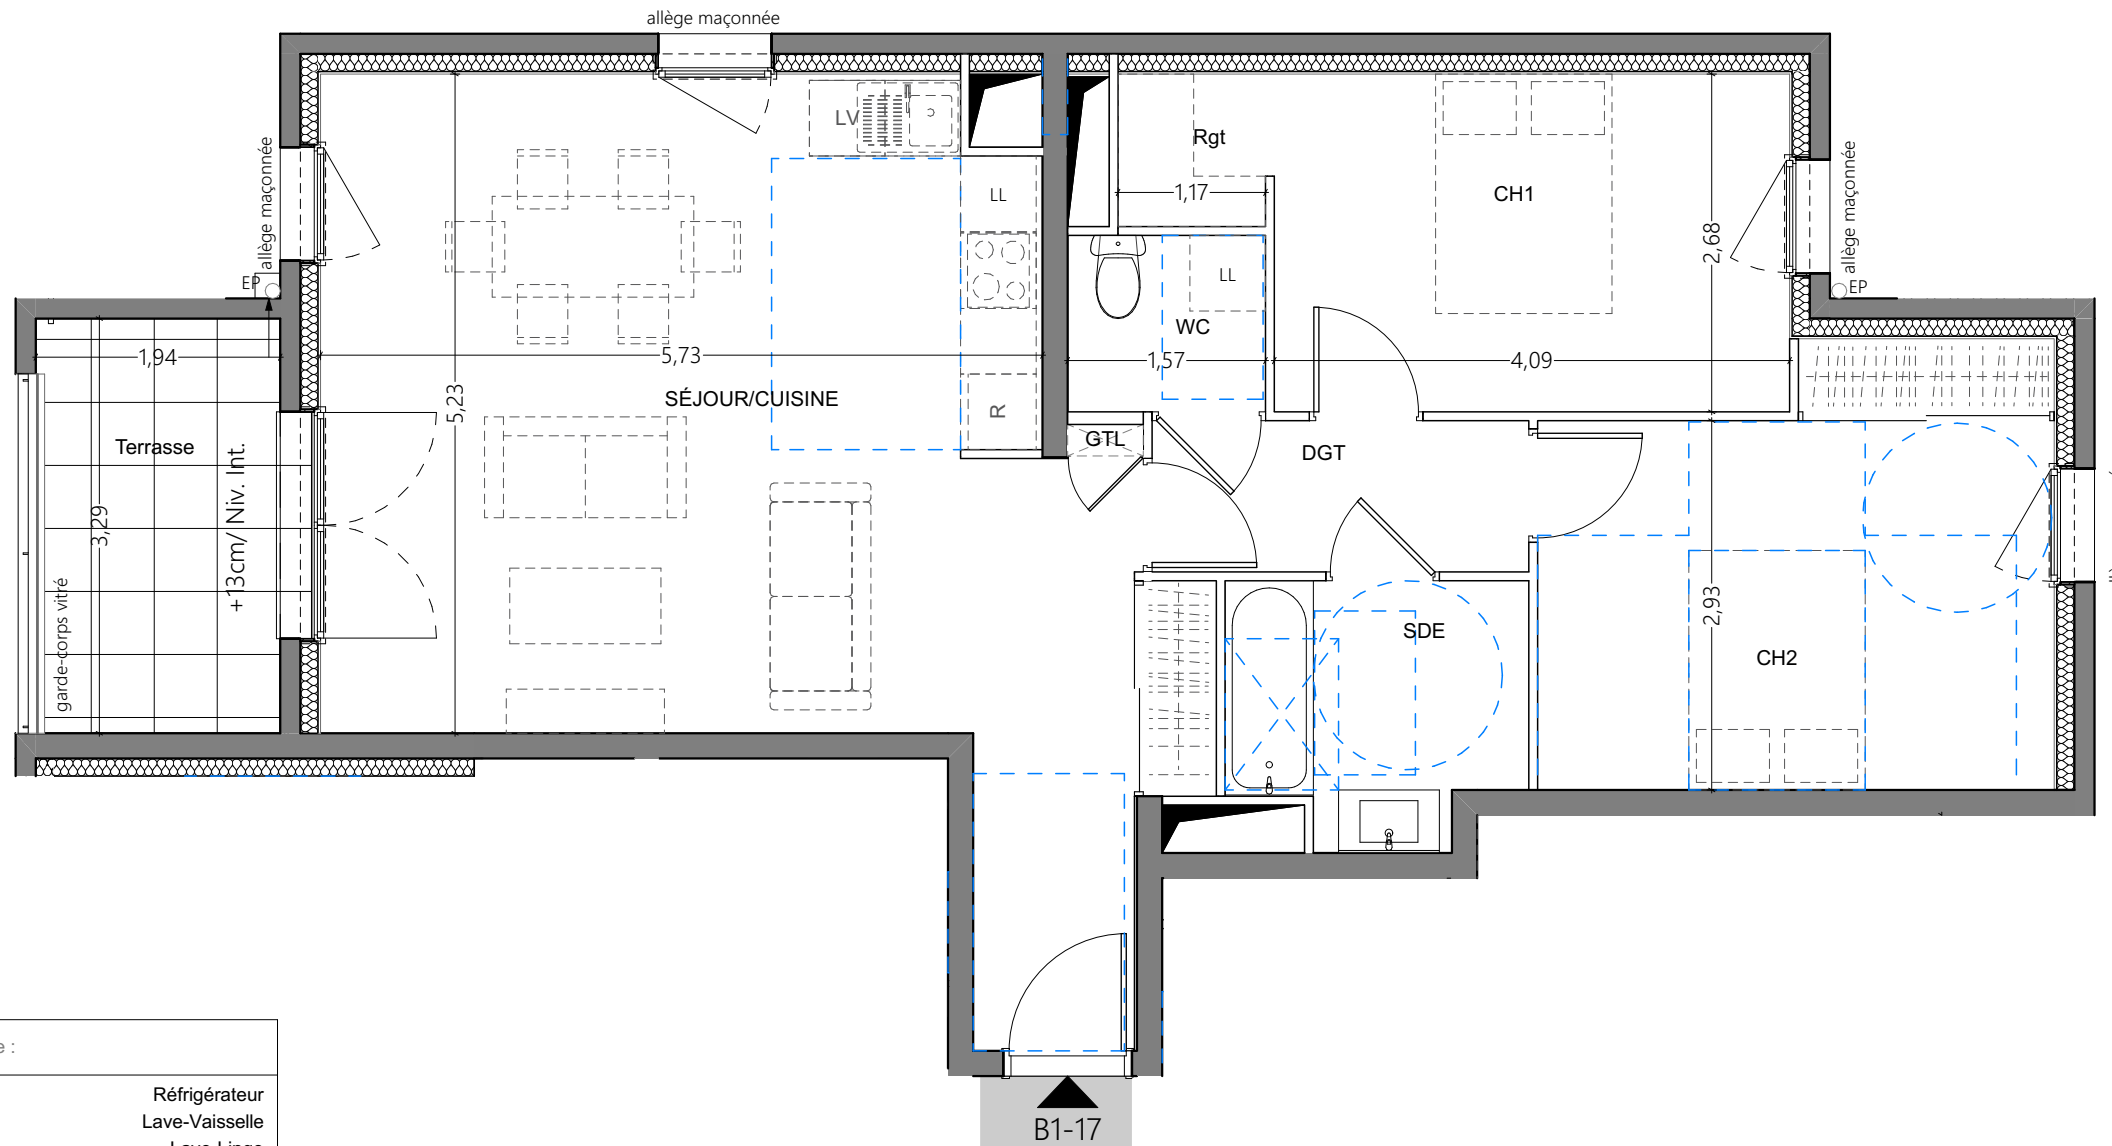 allège maçonnée
LV
Rgt
1,17
CH1
LL
allège maçonnée
allège maçonnée
2,68
EP
EP
LL
WC
1,94
5,73
1,57
4,09
5,23
SÉJOUR/CUISINE
R
GTL
DGT
Terrasse
+13cm/ Niv. Int.
3,29
garde-corps vitré
2,93
SDE
CH2
e :
Réfrigérateur
Lave-Vaisselle
B1-17